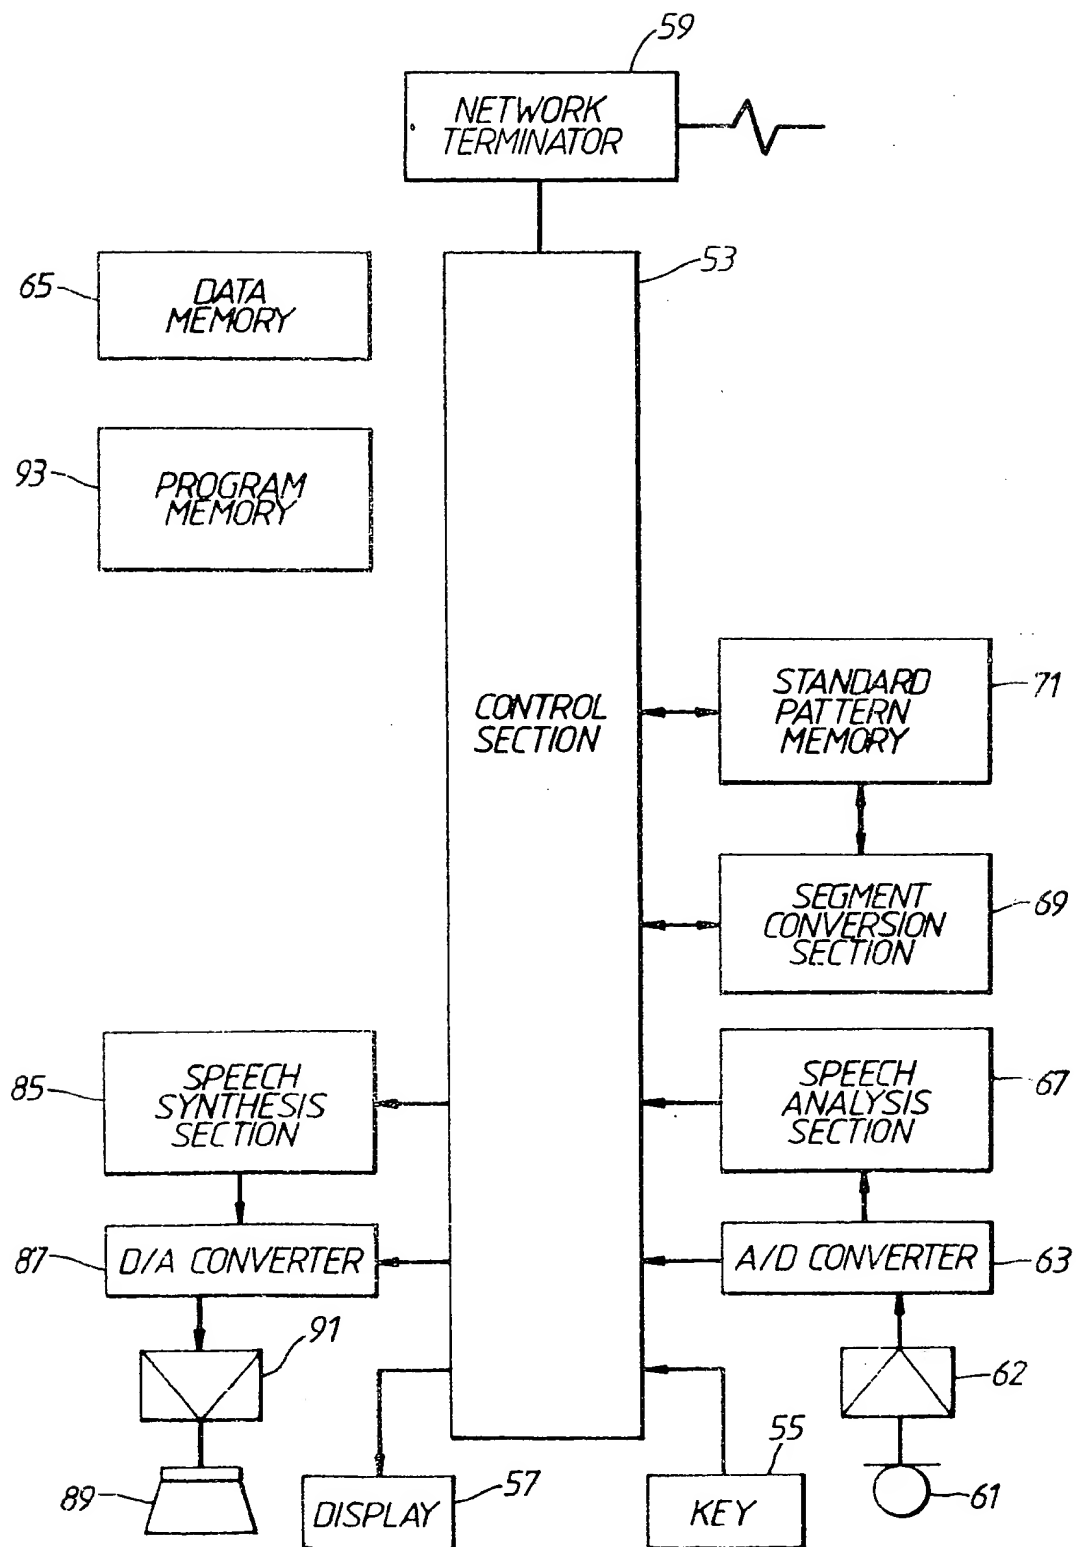 59
NETWORK
TERMINATOR
53
65
DATA
MEMORY
93
PROGRAM
MEMORY
CONTROL
SECTION
STANDARD
PATTERN
MEMORY
71
SEGMENT
CONVERSION
SECTION
69
85
SPEECH
SYNTHESIS
SECTION
SPEECH
ANALYSIS
SECTION
67
87
D/A CONVERTER
A/D CONVERTER
63
91
62
89
DISPLAY
57
KEY
55
61